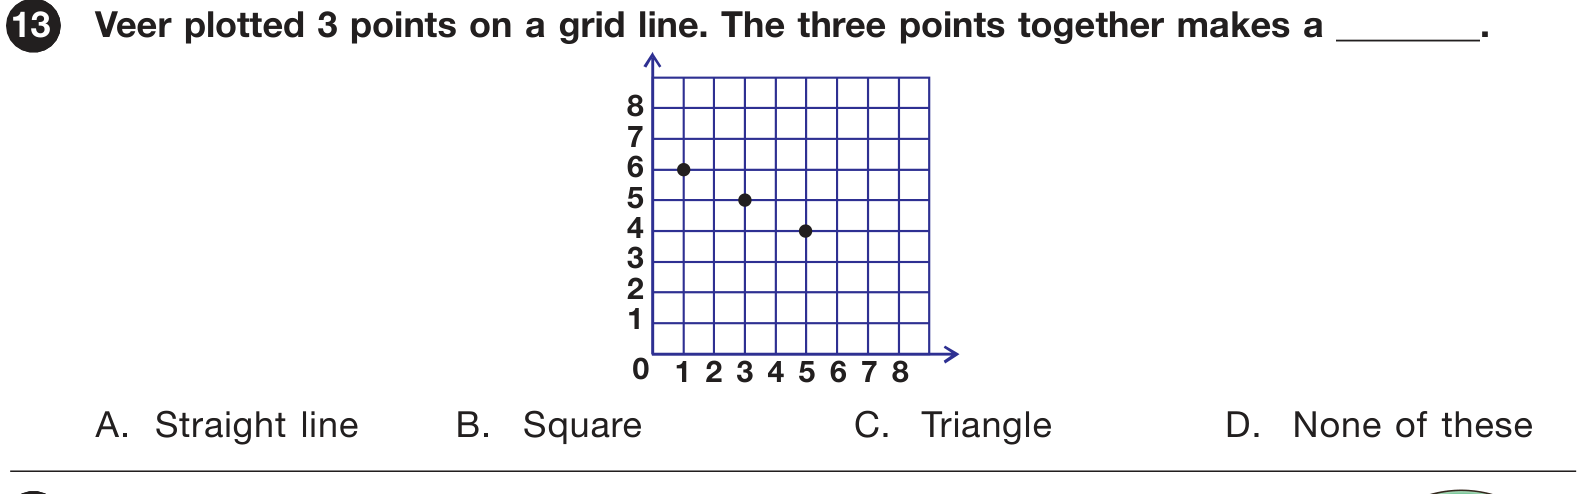 13 Veer plotted 3 points on a grid line. The three points together makes a ________.
8
7
6
5
4
3
2
1
0 1 2 3 4 5 6 7 8
A. Straight line B. Square C. Triangle D. None of these